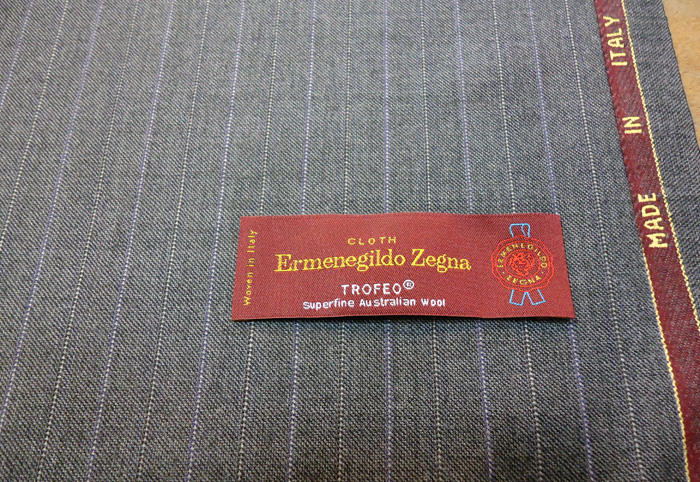 MADE IN ITALY
Woven in Italy
CLOTH
Ermenegildo Zegna
TROFEO®
Superfine Australian Wool
ERMENEGILDO
ZEGNA